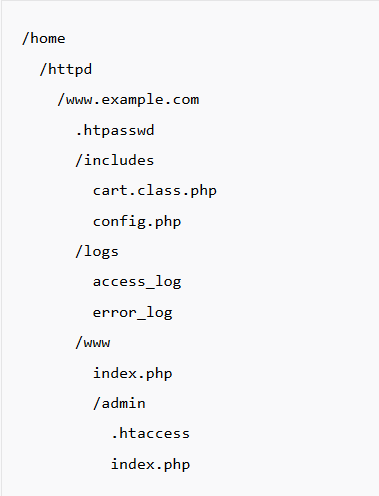 /home
/httpd
/www.example.com
.htpasswd
/includes
cart.class.php
config.php
/logs
access_log
error_log
/www
index.php
/admin
.htaccess
index.php